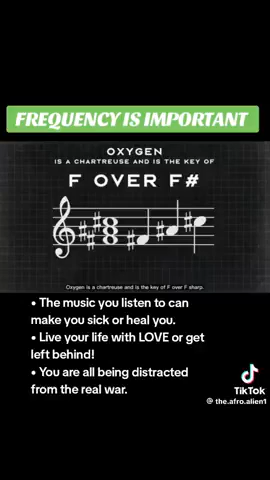 FREQUENCY IS IMPORTANT
OXYGEN
IS A CHARTREUSE AND IS THE KEY OF
F OVER F#
Oxygen is a chartreuse and is the key of F over F sharp.
• The music you listen to can
make you sick or heal you.
• Live your life with LOVE or get
left behind!
• You are all being distracted
from the real war.
TikTok
@ the.afro.alien1